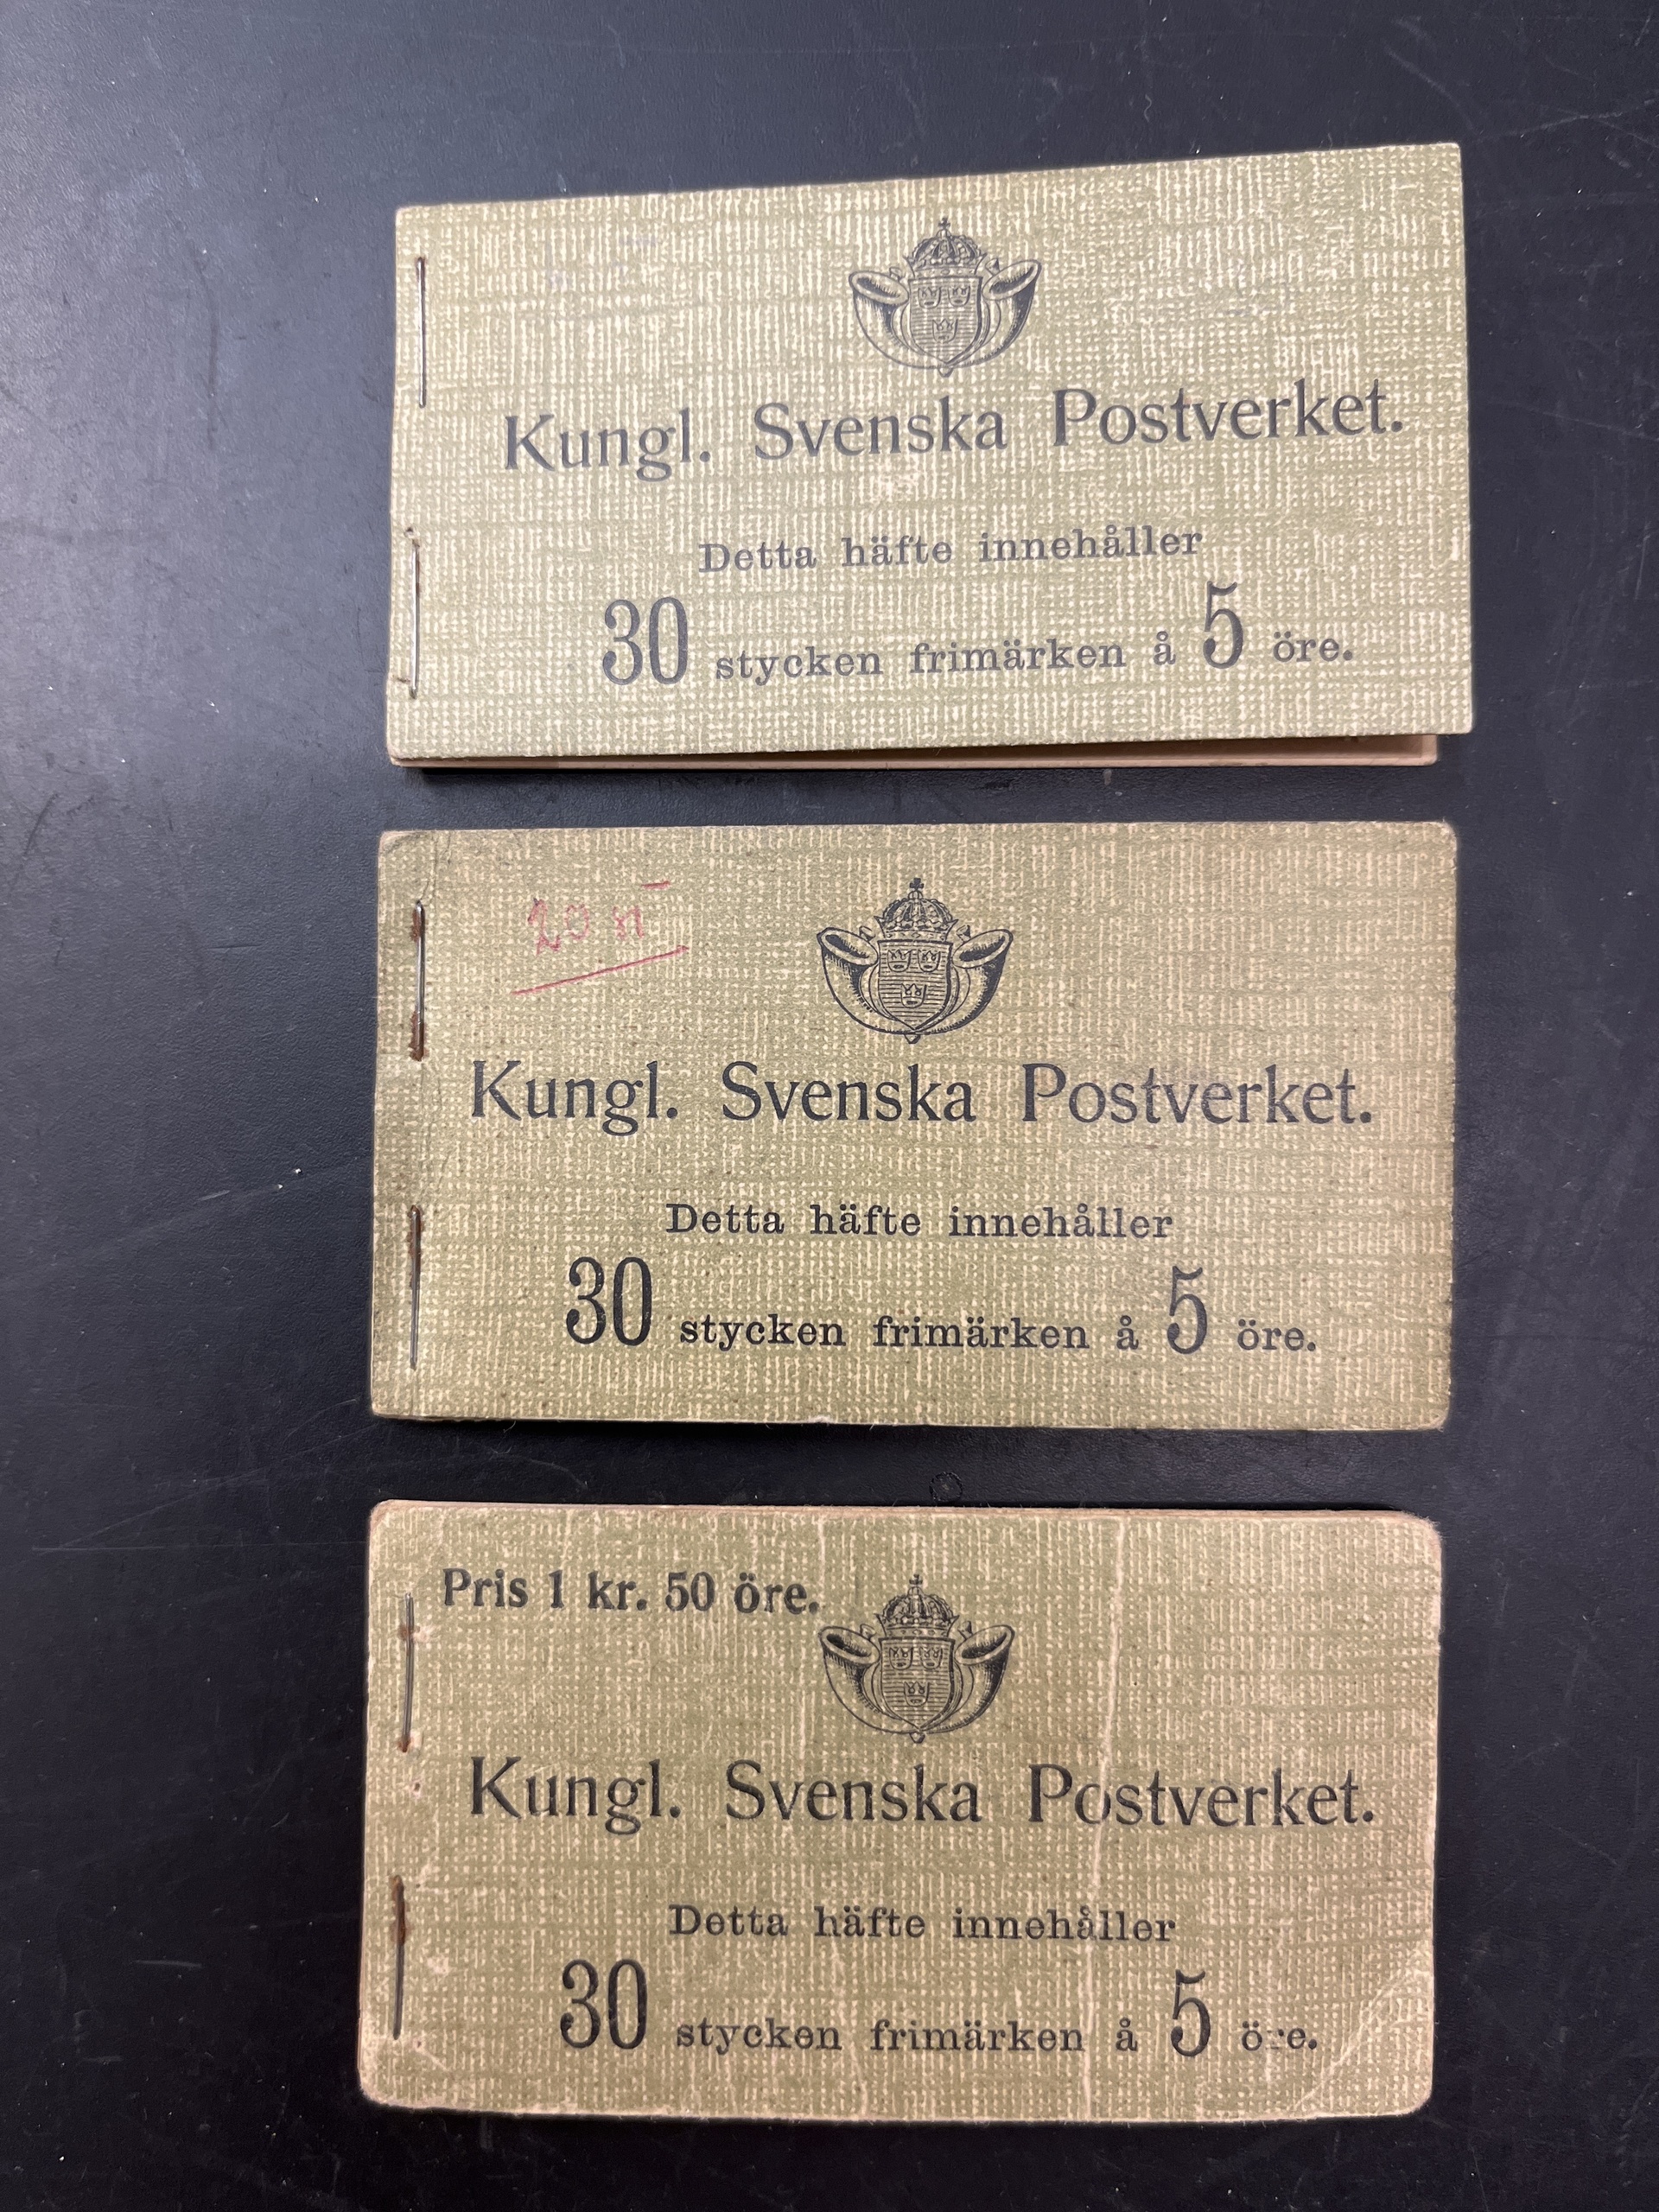 Kungl. Svenska Postverket.
Detta häfte innehåller
30 stycken frimärken å 5 öre.
Kungl. Svenska Postverket.
Detta häfte innehåller
30 stycken frimärken å 5 öre.
Pris 1 kr. 50 öre.
Kungl. Svenska Postverket.
Detta häfte innehåller
30 stycken frimärken å 5 öre.